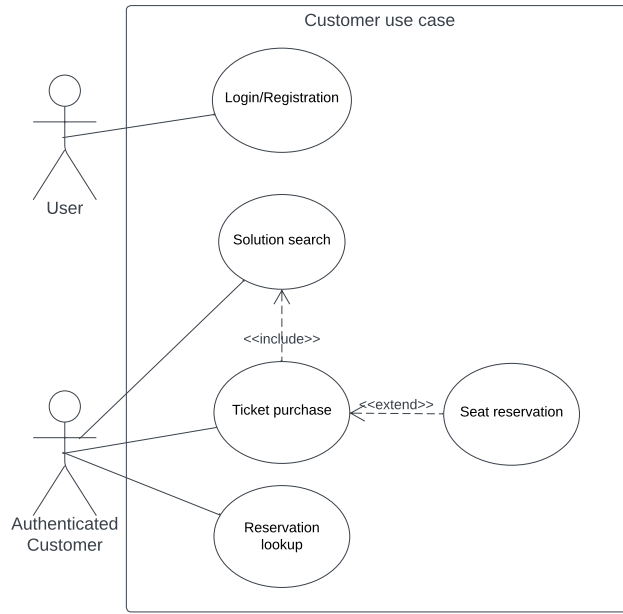 Customer use case
Login/Registration
User
Solution search
<<include>>
Ticket purchase
<<extend>>
Seat reservation
Authenticated
Customer
Reservation
lookup